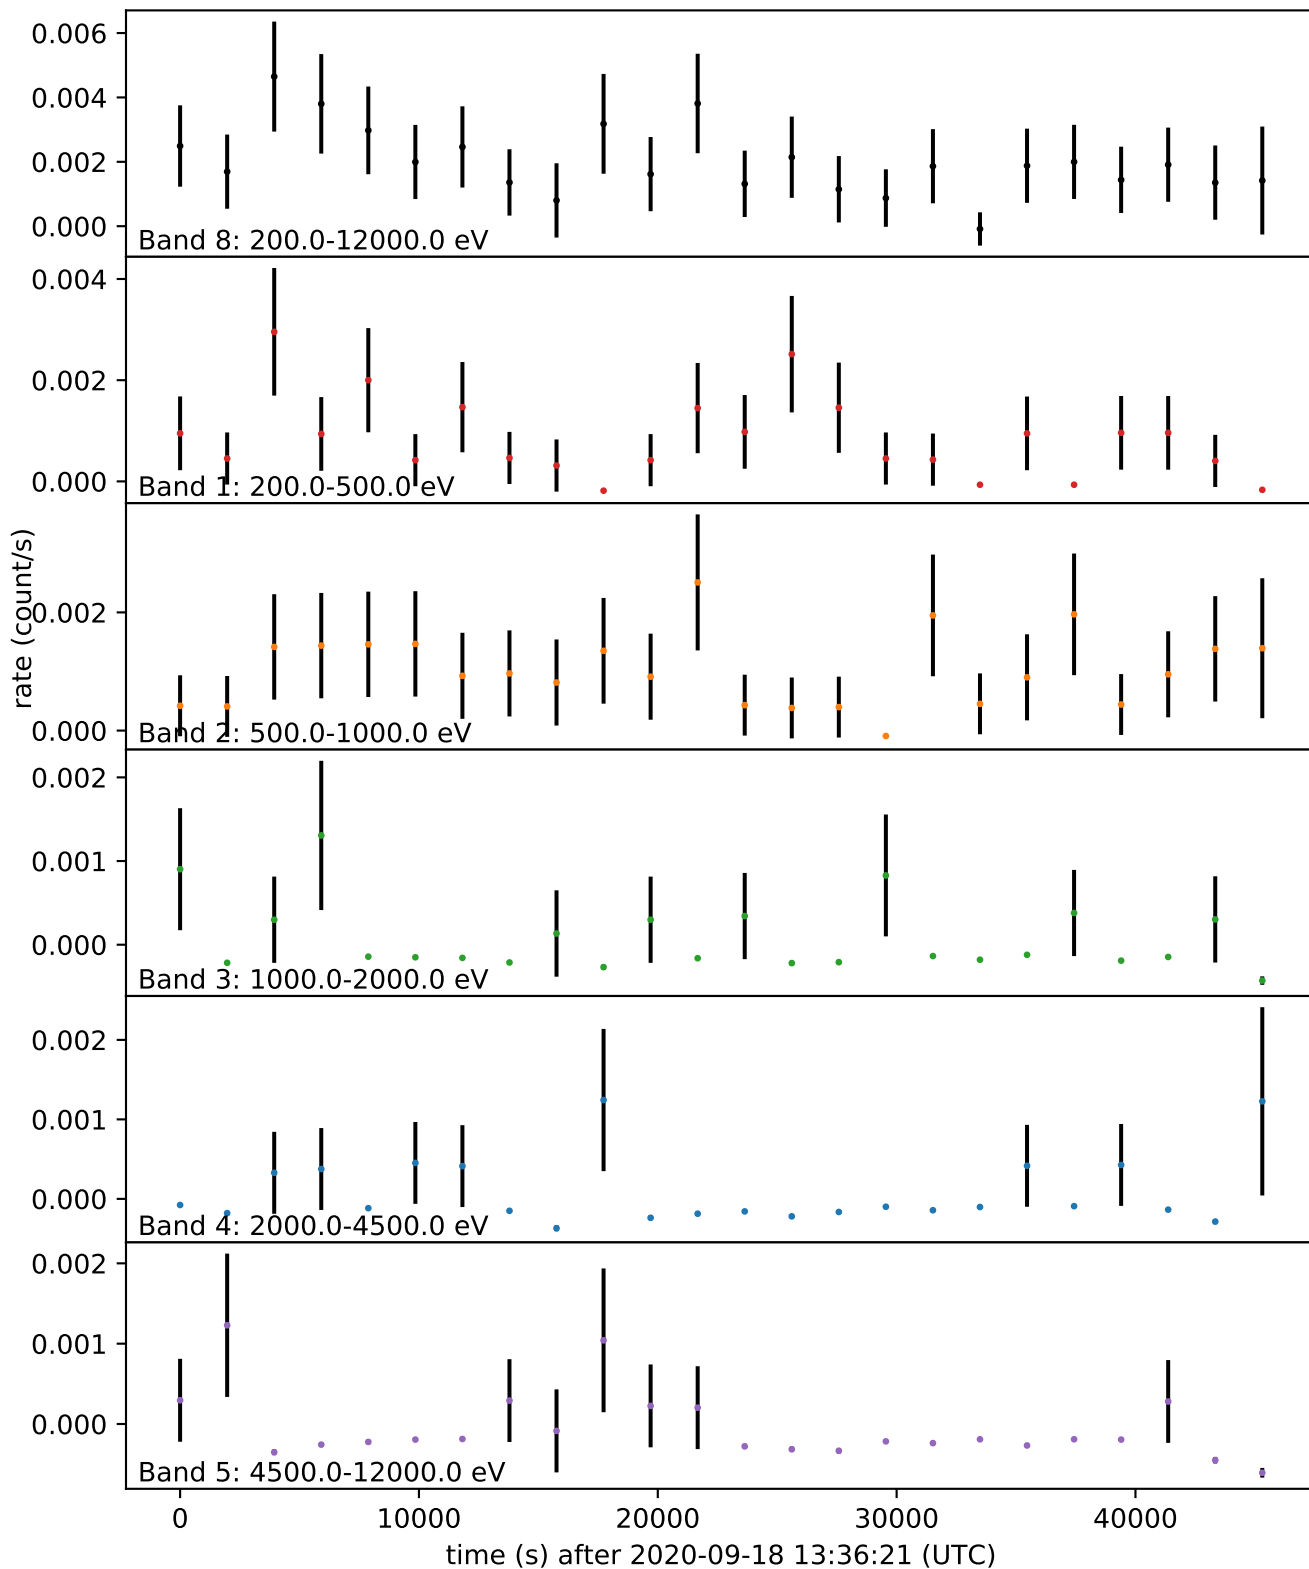 0.006
0.004
0.002
0.000
Band 8: 200.0-12000.0 eV
0.004
0.002
0.000
Band 1: 200.0-500.0 eV
rate (count/s)
0.002
0.000
Band 2: 500.0-1000.0 eV
0.002
0.001
0.000
Band 3: 1000.0-2000.0 eV
0.002
0.001
0.000
Band 4: 2000.0-4500.0 eV
0.002
0.001
0.000
Band 5: 4500.0-12000.0 eV
0 10000 20000 30000 40000
time (s) after 2020-09-18 13:36:21 (UTC)